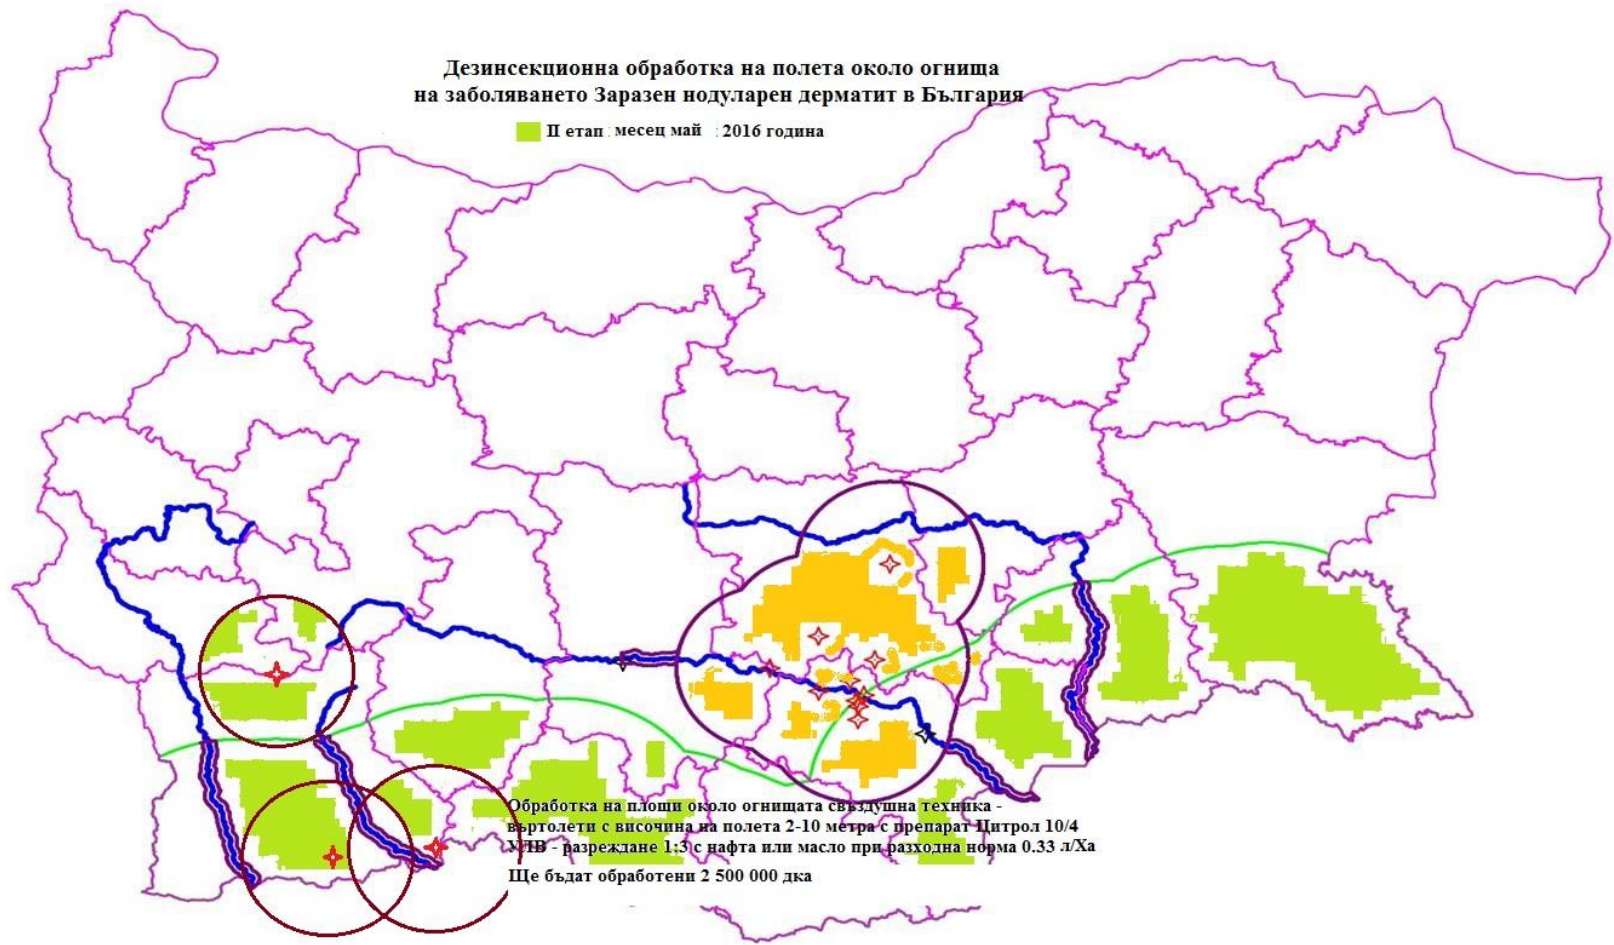 Дезинсекционна обработка на полета около огнища
на заболяването Заразен нодуларен дерматит в България
II етап : месец май : 2016 година
Обработка на площи около огнищата свъздушна техника -
въртолети с височина на полета 2-10 метра с препарат Цитрол 10/4
УЛВ - разреждане 1:3 с нафта или масло при разходна норма 0.33 л/Ха
Ще бъдат обработени 2 500 000 дка